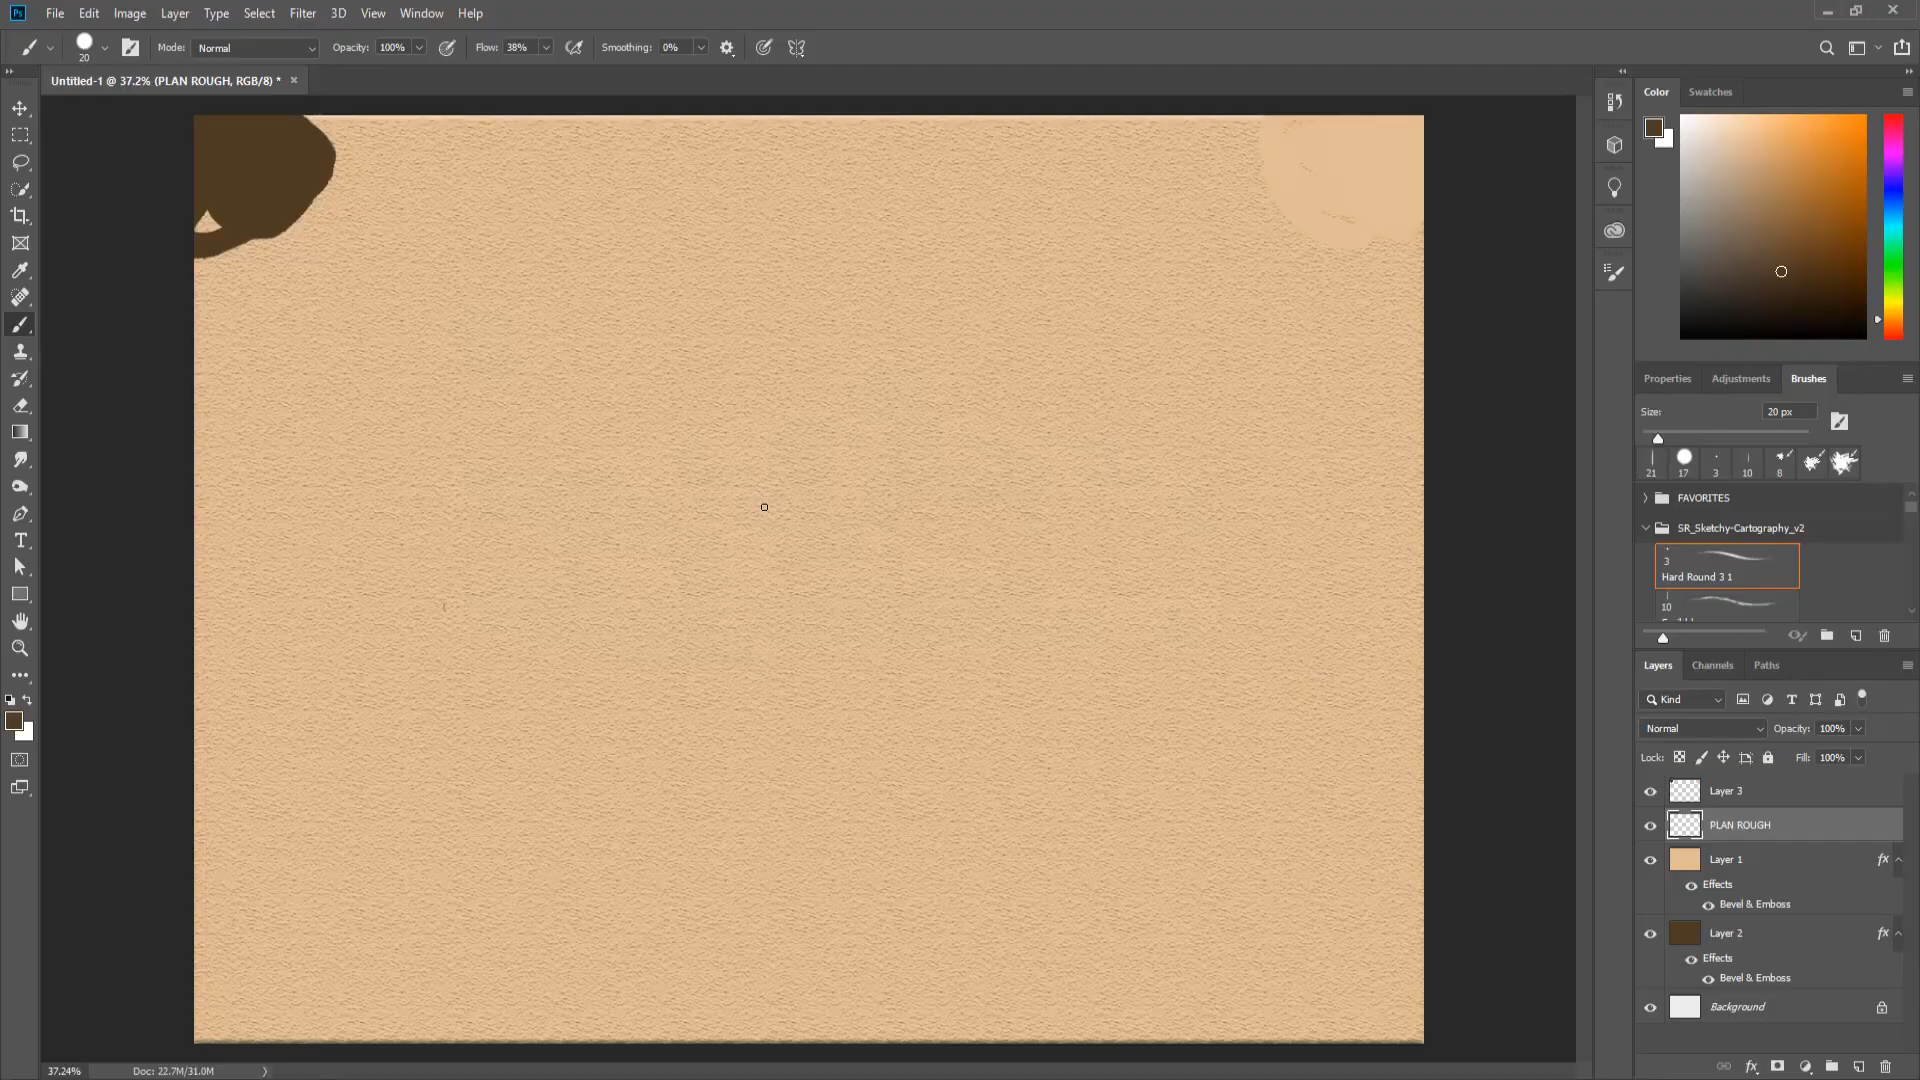 Ps File Edit Image Layer Type Select Filter 3D View Window Help
20 Mode: Normal Opacity: 100% Flow: 38% Smoothing: 0%
Untitled-1 @ 37.2% (PLAN ROUGH, RGB/8) * ×
Color Swatches
Properties Adjustments Brushes
Size: 20 px
21 17 3 10 8
FAVORITES
SR_Sketchy-Cartography_v2
3
Hard Round 3 1
10
Layers Channels Paths
Kind
Normal Opacity: 100%
Lock: Fill: 100%
Layer 3
PLAN ROUGH
Layer 1 fx
Effects
Bevel & Emboss
Layer 2 fx
Effects
Bevel & Emboss
Background
fx
37.24% Doc: 22.7M/31.0M